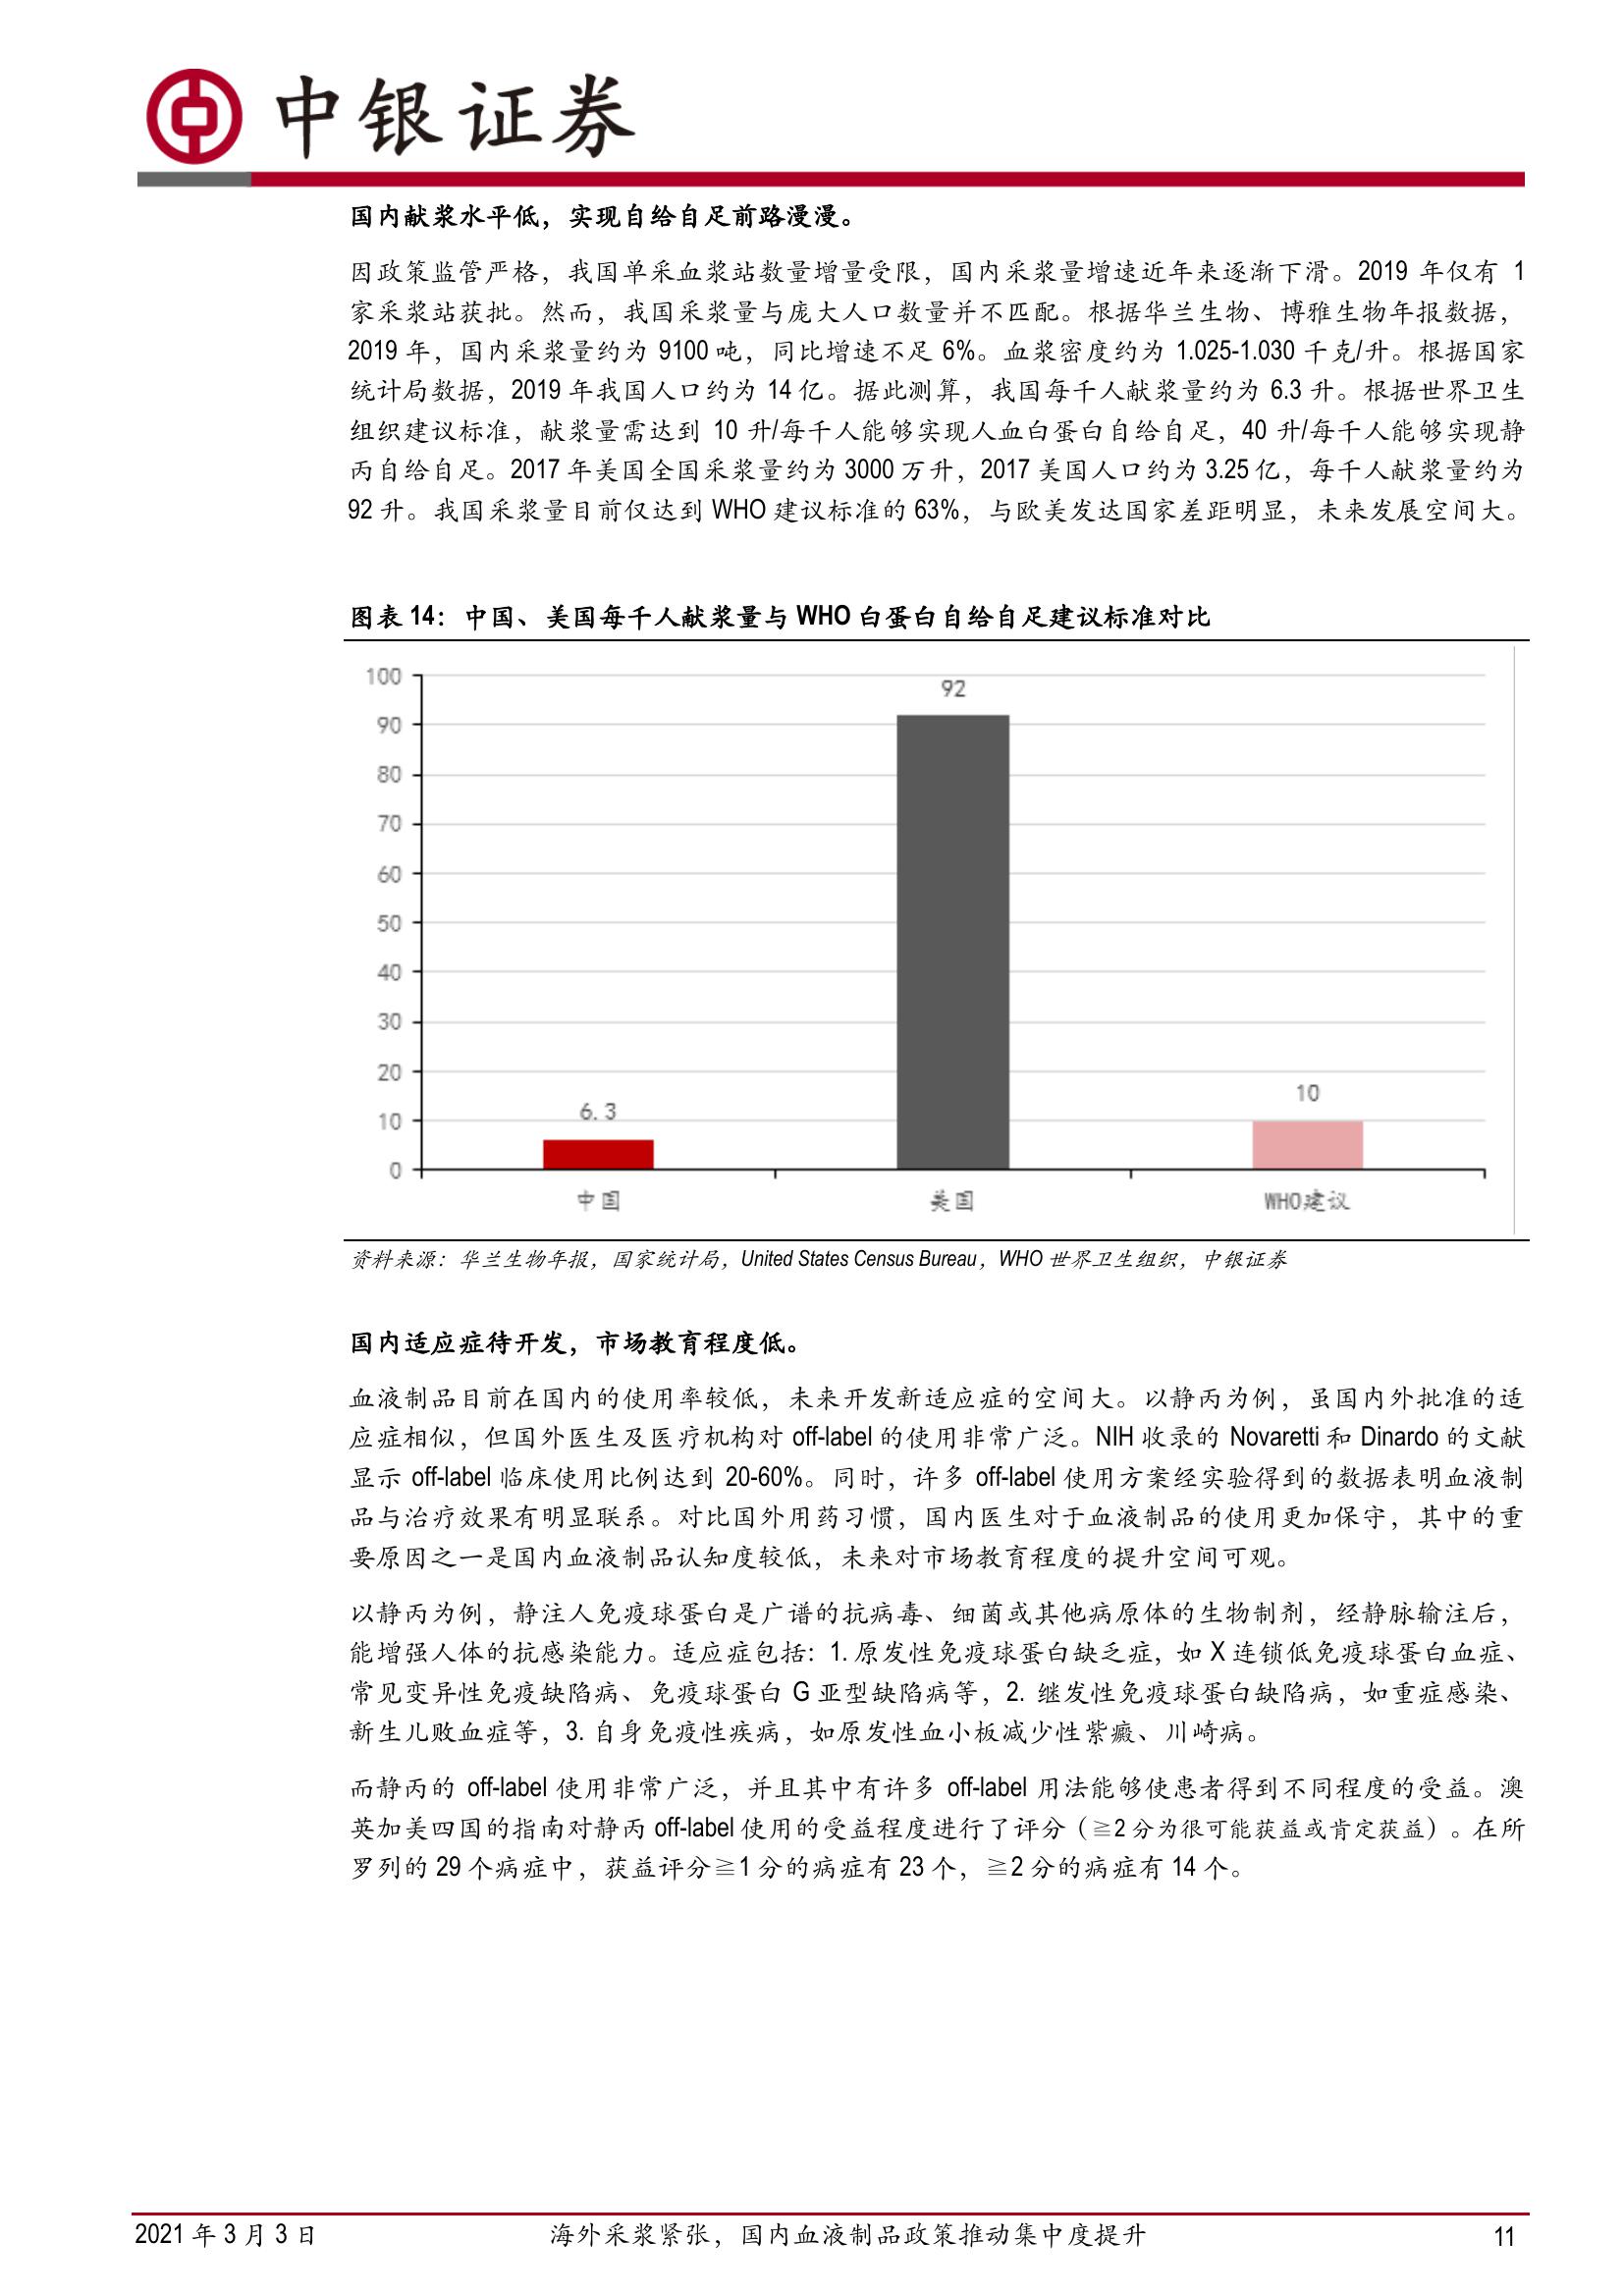 中银证券
国内献浆水平低，实现自给自足前路漫漫。
因政策监管严格，我国单采血浆站数量增量受限，国内采浆量增速近年来逐渐下滑。2019 年仅有 1
家采浆站获批。然而，我国采浆量与庞大人口数量并不匹配。根据华兰生物、博雅生物年报数据，
2019 年，国内采浆量约为 9100 吨，同比增速不足 6%。血浆密度约为 1.025-1.030 千克/升。根据国家
统计局数据，2019 年我国人口约为 14 亿。据此测算，我国每千人献浆量约为 6.3 升。根据世界卫生
组织建议标准，献浆量需达到 10 升/每千人能够实现人血白蛋白自给自足，40 升/每千人能够实现静
丙自给自足。2017 年美国全国采浆量约为 3000 万升，2017 美国人口约为 3.25 亿，每千人献浆量约为
92 升。我国采浆量目前仅达到 WHO 建议标准的 63%，与欧美发达国家差距明显，未来发展空间大。
图表 14：中国、美国每千人献浆量与 WHO 白蛋白自给自足建议标准对比
100
90
80
70
60
50
40
30
20
10
0
6.3
92
10
中国
美国
WHO建议
资料来源：华兰生物年报，国家统计局，United States Census Bureau，WHO 世界卫生组织，中银证券
国内适应症待开发，市场教育程度低。
血液制品目前在国内的使用率较低，未来开发新适应症的空间大。以静丙为例，虽国内外批准的适
应症相似，但国外医生及医疗机构对 off-label 的使用非常广泛。NIH 收录的 Novaretti 和 Dinardo 的文献
显示 off-label 临床使用比例达到 20-60%。同时，许多 off-label 使用方案经实验得到的数据表明血液制
品与治疗效果有明显联系。对比国外用药习惯，国内医生对于血液制品的使用更加保守，其中的重
要原因之一是国内血液制品认知度较低，未来对市场教育程度的提升空间可观。
以静丙为例，静注人免疫球蛋白是广谱的抗病毒、细菌或其他病原体的生物制剂，经静脉输注后，
能增强人体的抗感染能力。适应症包括：1. 原发性免疫球蛋白缺乏症，如 X 连锁低免疫球蛋白血症、
常见变异性免疫缺陷病、免疫球蛋白 G 亚型缺陷病等，2. 继发性免疫球蛋白缺陷病，如重症感染、
新生儿败血症等，3. 自身免疫性疾病，如原发性血小板减少性紫癜、川崎病。
而静丙的 off-label 使用非常广泛，并且其中有许多 off-label 用法能够使患者得到不同程度的受益。澳
英加美四国的指南对静丙 off-label 使用的受益程度进行了评分（≧2 分为很可能获益或肯定获益）。在所
罗列的 29 个病症中，获益评分≧1 分的病症有 23 个，≧2 分的病症有 14 个。
2021 年 3 月 3 日
海外采浆紧张，国内血液制品政策推动集中度提升
11